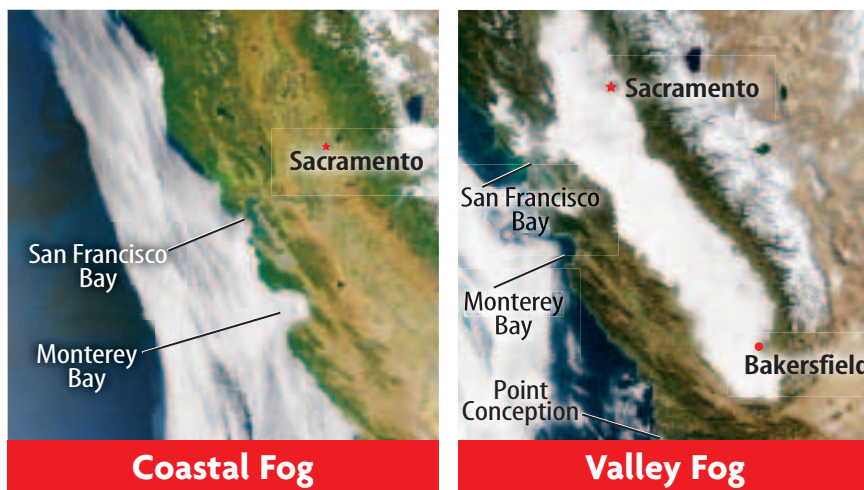 Sacramento
San Francisco
Bay
Monterey
Bay
Coastal Fog
Sacramento
San Francisco
Bay
Monterey
Bay
Bakersfield
Point
Conception
Valley Fog